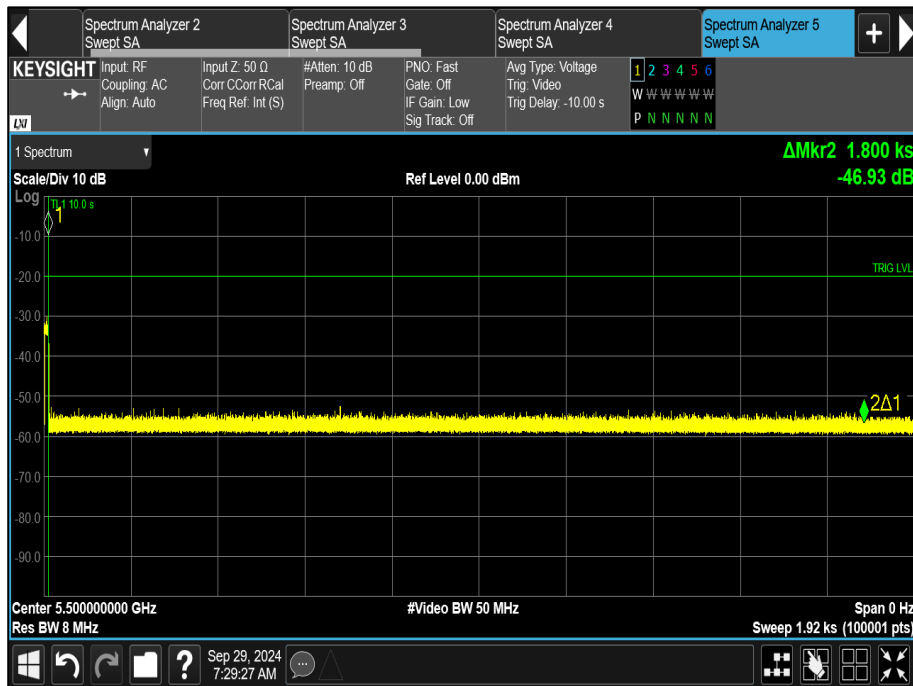 Spectrum Analyzer 2
Swept SA
Spectrum Analyzer 3
Swept SA
Spectrum Analyzer 4
Swept SA
Spectrum Analyzer 5
Swept SA
+
KEYSIGHT
LXI
Input: RF
Coupling: AC
Align: Auto
Input Z: 50 Ω
Corr CCorr RCal
Freq Ref: Int (S)
#Atten: 10 dB
Preamp: Off
PNO: Fast
Gate: Off
IF Gain: Low
Sig Track: Off
Avg Type: Voltage
Trig: Video
Trig Delay: -10.00 s
1 2 3 4 5 6
W W W W W W
P N N N N N
1 Spectrum
ΔMkr2 1.800 ks
-46.93 dB
Scale/Div 10 dB
Ref Level 0.00 dBm
Log
TL1 10.0 s
1
-10.0
TRIG LVL
-20.0
-30.0
-40.0
-50.0
2Δ1
-60.0
-70.0
-80.0
-90.0
Center 5.500000000 GHz
#Video BW 50 MHz
Span 0 Hz
Res BW 8 MHz
Sweep 1.92 ks (100001 pts)
?
Sep 29, 2024
7:29:27 AM